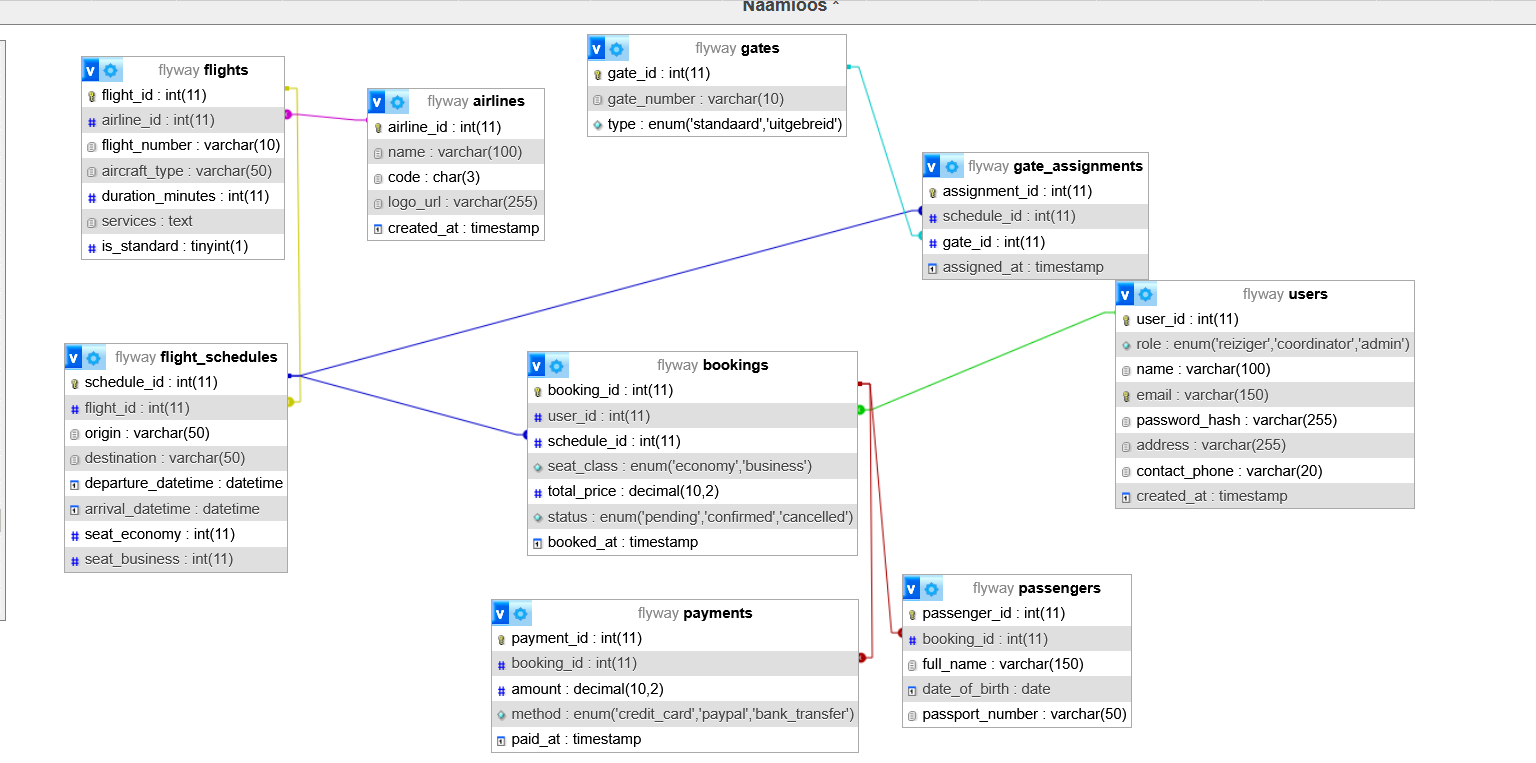 Naamloos ^
v flyway flights
flight_id : int(11)
# airline_id : int(11)
flight_number : varchar(10)
aircraft_type : varchar(50)
# duration_minutes : int(11)
services : text
# is_standard : tinyint(1)
v flyway airlines
airline_id : int(11)
name : varchar(100)
code : char(3)
logo_url : varchar(255)
created_at : timestamp
v flyway gates
gate_id : int(11)
gate_number : varchar(10)
type : enum('standaard','uitgebreid')
v flyway gate_assignments
assignment_id : int(11)
# schedule_id : int(11)
# gate_id : int(11)
assigned_at : timestamp
v flyway users
user_id : int(11)
role : enum('reiziger','coordinator','admin')
name : varchar(100)
email : varchar(150)
password_hash : varchar(255)
address : varchar(255)
contact_phone : varchar(20)
created_at : timestamp
v flyway flight_schedules
schedule_id : int(11)
# flight_id : int(11)
origin : varchar(50)
destination : varchar(50)
departure_datetime : datetime
arrival_datetime : datetime
# seat_economy : int(11)
# seat_business : int(11)
v flyway bookings
booking_id : int(11)
# user_id : int(11)
# schedule_id : int(11)
seat_class : enum('economy','business')
# total_price : decimal(10,2)
status : enum('pending','confirmed','cancelled')
booked_at : timestamp
v flyway payments
payment_id : int(11)
# booking_id : int(11)
# amount : decimal(10,2)
method : enum('credit_card','paypal','bank_transfer')
paid_at : timestamp
v flyway passengers
passenger_id : int(11)
# booking_id : int(11)
full_name : varchar(150)
date_of_birth : date
passport_number : varchar(50)